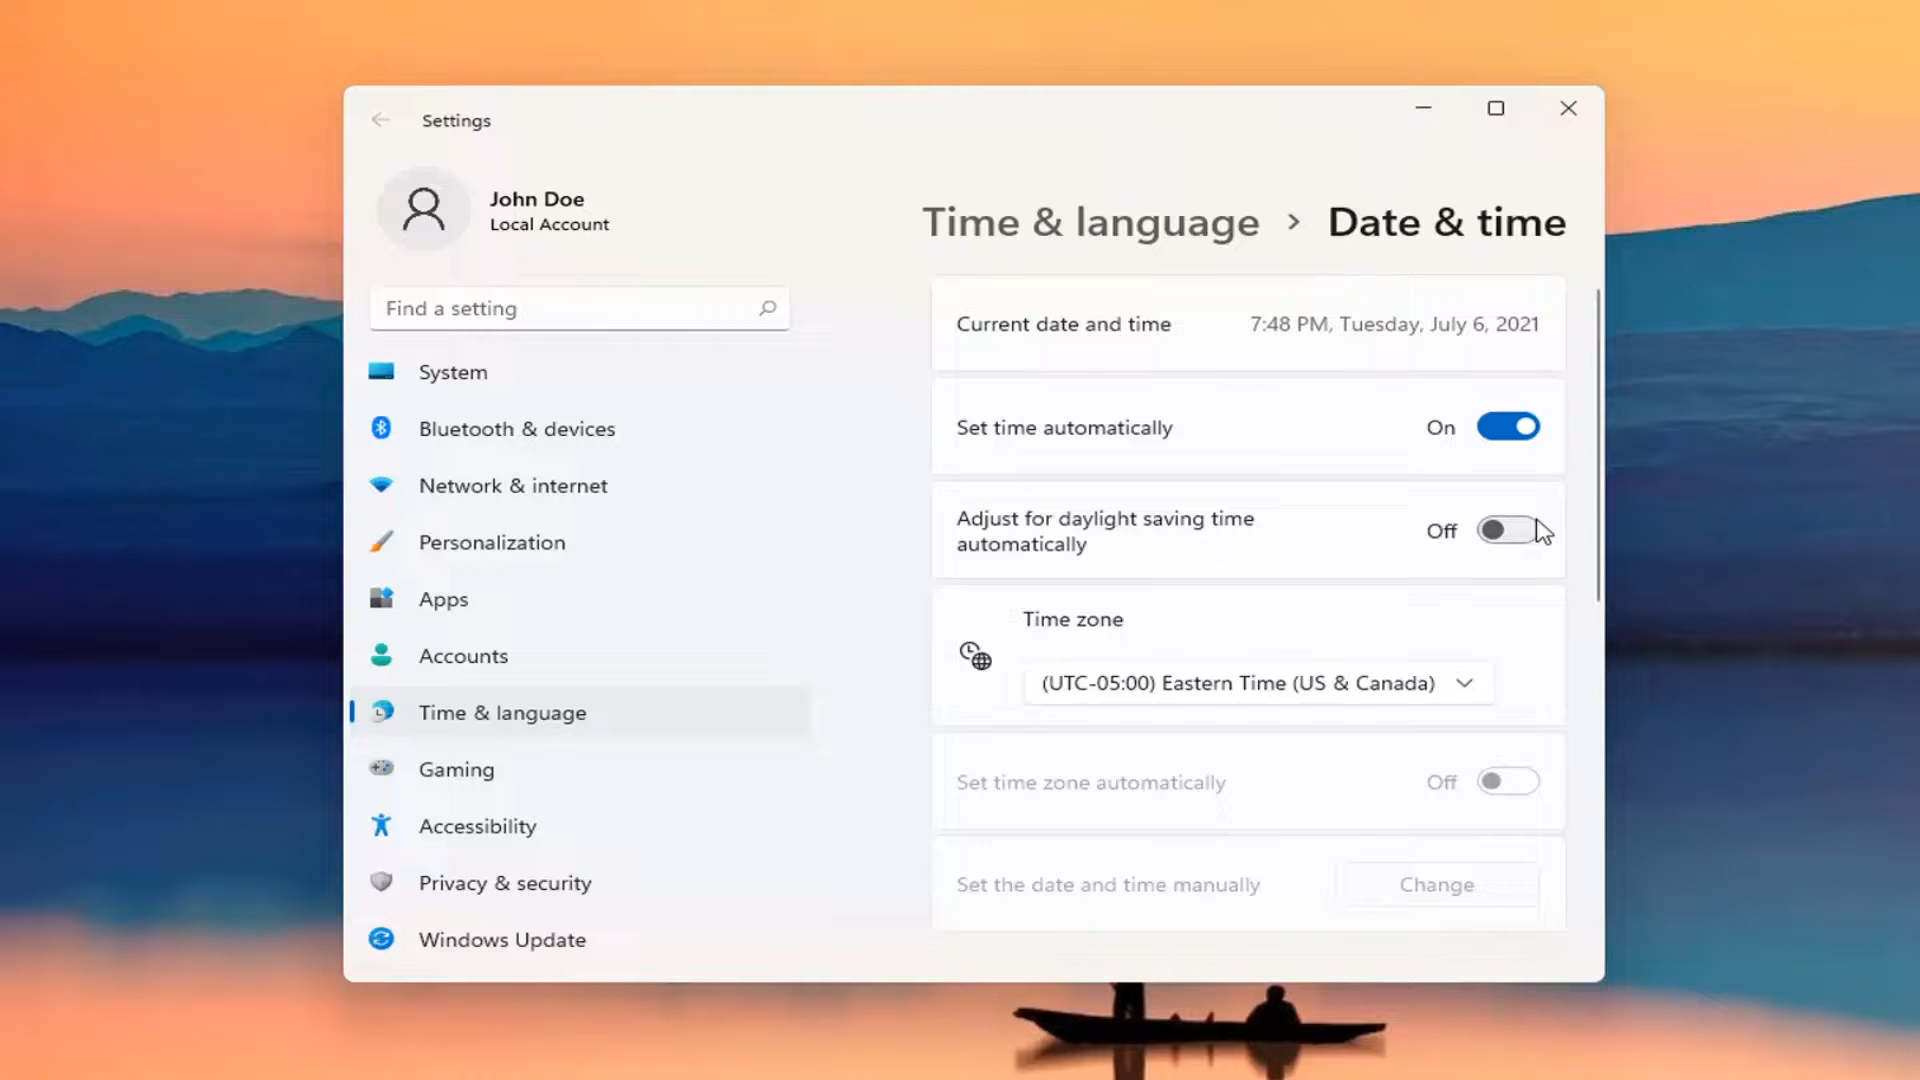 Settings
John Doe
Local Account
Find a setting
System
Bluetooth & devices
Network & internet
Personalization
Apps
Accounts
Time & language
Gaming
Accessibility
Privacy & security
Windows Update
Time & language > Date & time
Current date and time 7:48 PM, Tuesday, July 6, 2021
Set time automatically On
Adjust for daylight saving time
automatically Off
Time zone
(UTC-05:00) Eastern Time (US & Canada)
Set time zone automatically Off
Set the date and time manually Change